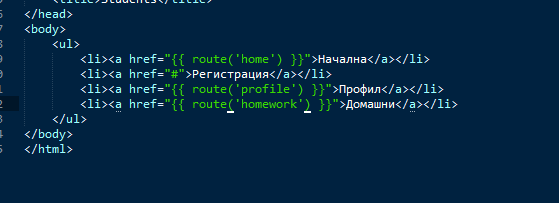 <title>Students</title>
</head>
<body>
<ul>
<li><a href="{{ route('home') }}">Начална</a></li>
<li><a href="#">Регистрация</a></li>
<li><a href="{{ route('profile') }}">Профил</a></li>
<li><a href="{{ route('homework') }}">Домашни</a></li>
</ul>
</body>
</html>